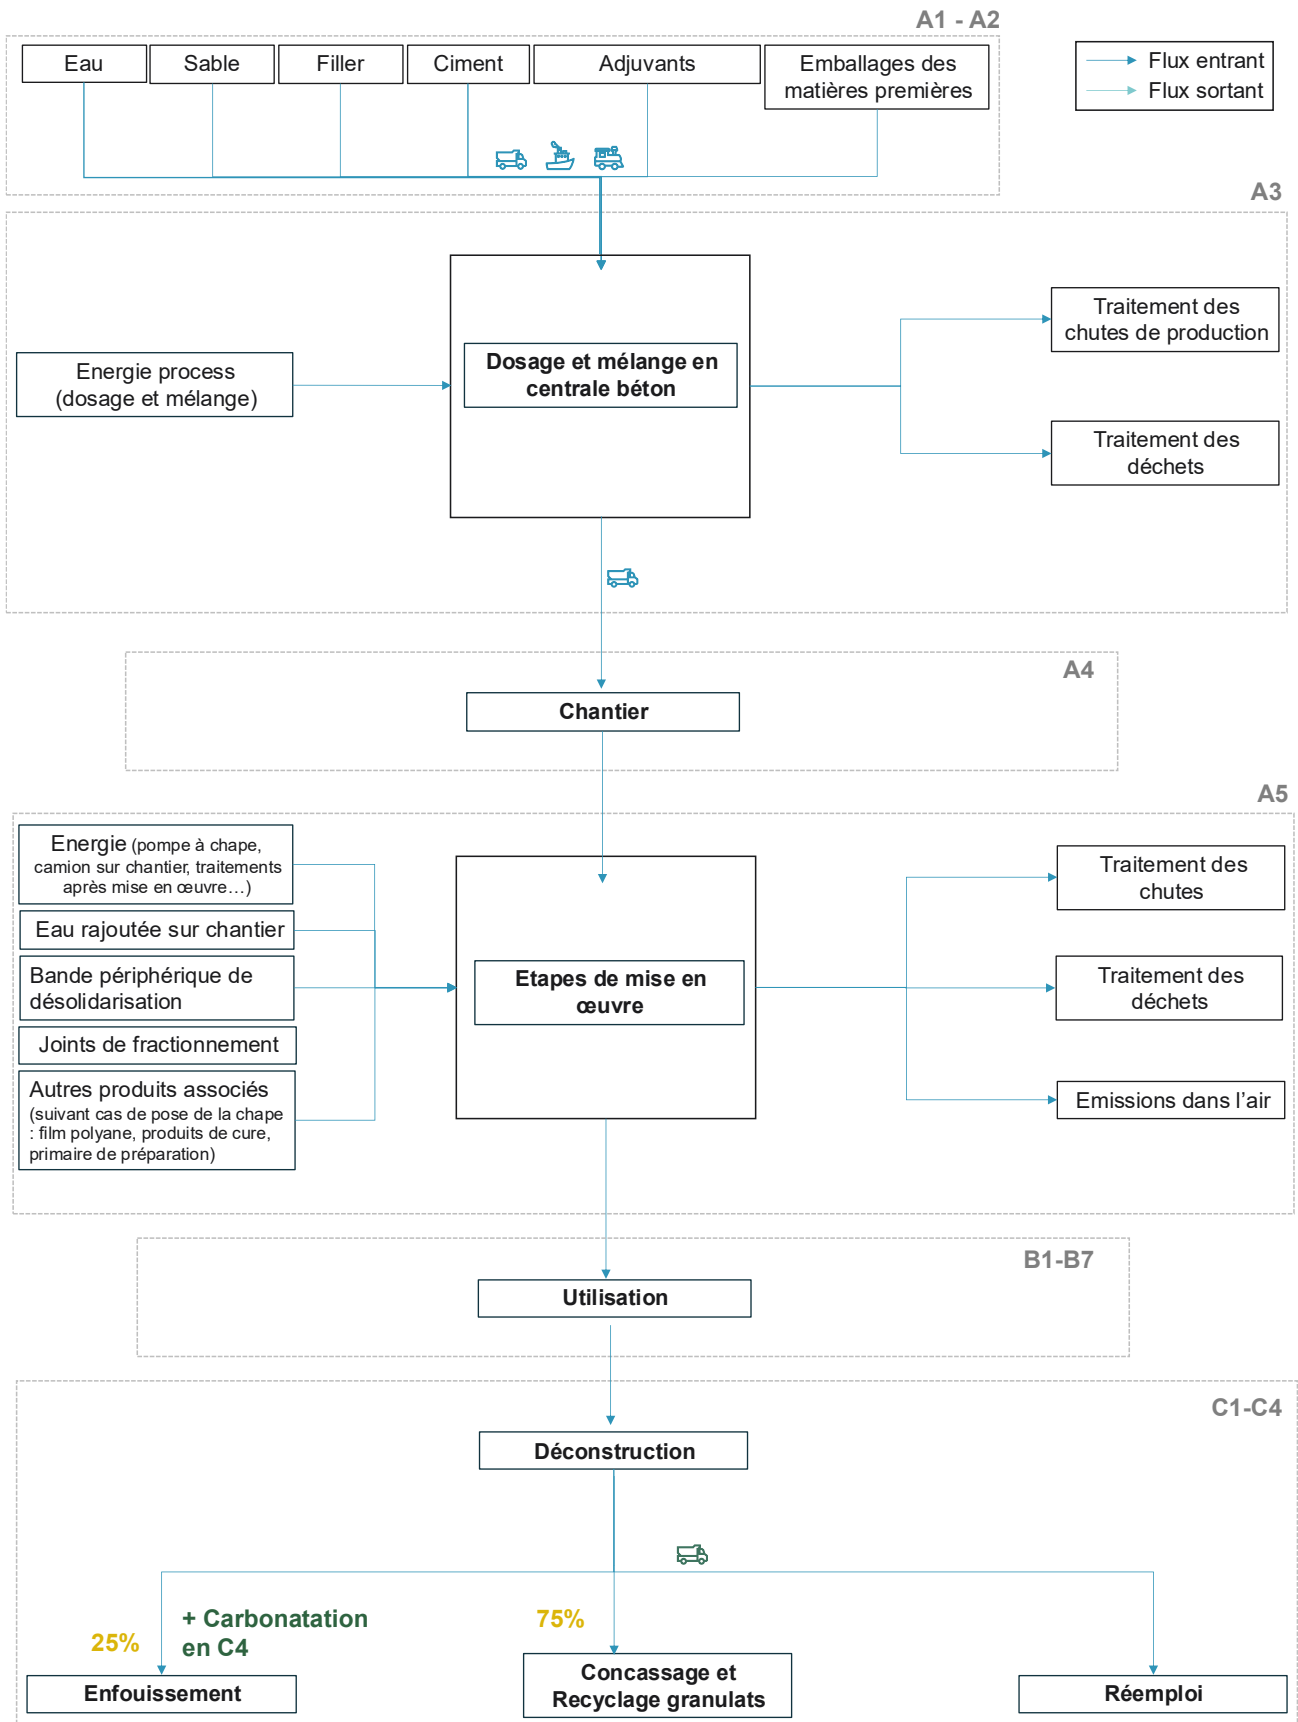 A1 - A2
Eau
Sable
Filler
Ciment
Adjuvants
Emballages des
matières premières
Flux entrant
Flux sortant
A3
Energie process
(dosage et mélange)
Dosage et mélange en
centrale béton
Traitement des
chutes de production
Traitement des
déchets
A4
Chantier
A5
Energie (pompe à chape,
camion sur chantier, traitements
après mise en œuvre…)
Eau rajoutée sur chantier
Bande périphérique de
désolidarisation
Joints de fractionnement
Autres produits associés
(suivant cas de pose de la chape
: film polyane, produits de cure,
primaire de préparation)
Etapes de mise en
œuvre
Traitement des
chutes
Traitement des
déchets
Emissions dans l'air
B1-B7
Utilisation
C1-C4
Déconstruction
25%
+ Carbonatation
en C4
75%
Enfouissement
Concassage et
Recyclage granulats
Réemploi